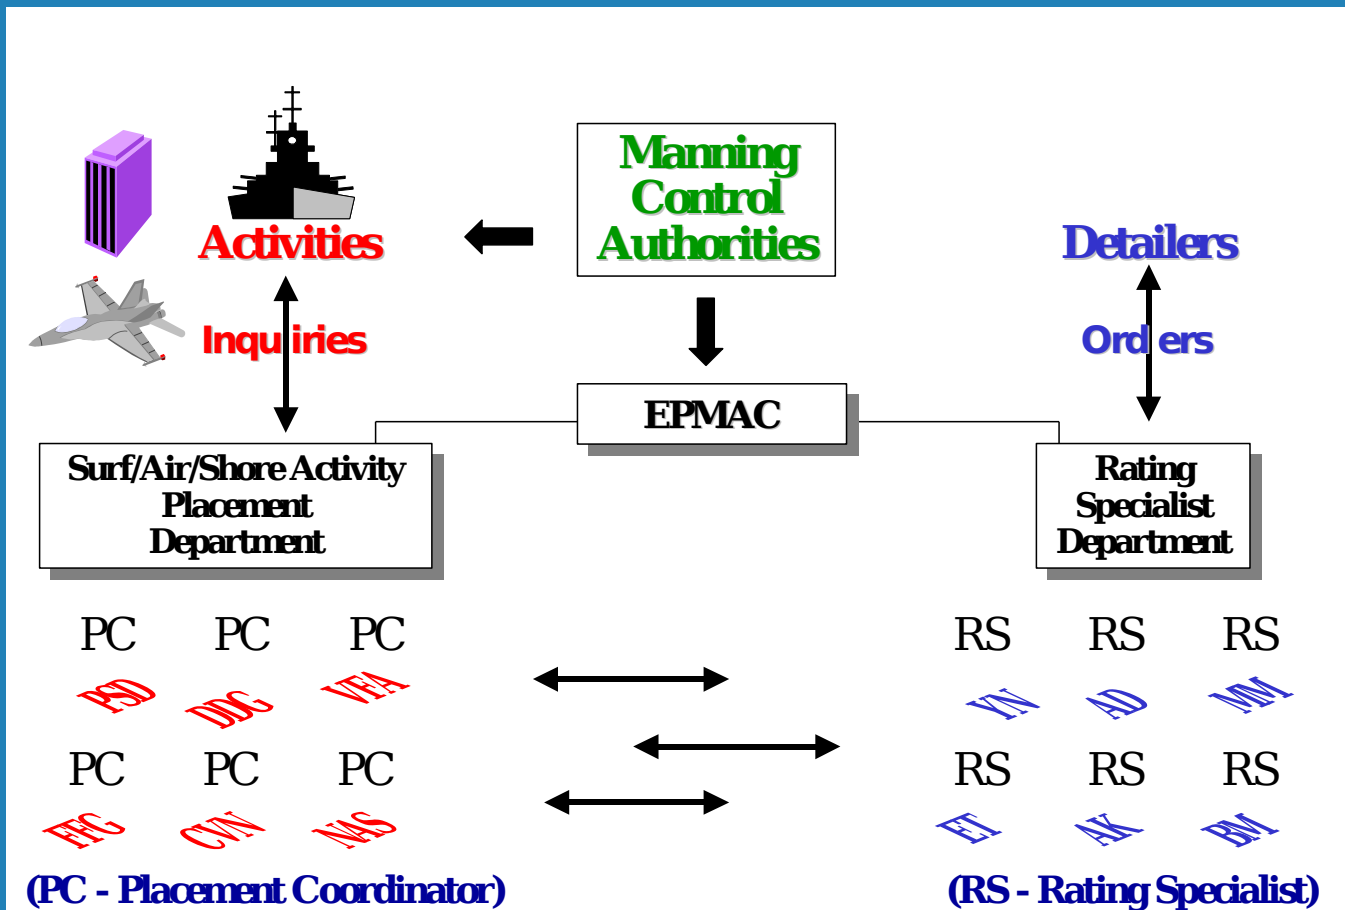 Manning
Control
Authorities
Activities
Detailers
Inquiries
Orders
EPMAC
Surf/Air/Shore Activity
Placement
Department
Rating
Specialist
Department
PC PC PC
PSD DDG VFA
PC PC PC
FFG CVN NAS
(PC - Placement Coordinator)
RS RS RS
YN AD MM
RS RS RS
ET AK BM
(RS - Rating Specialist)